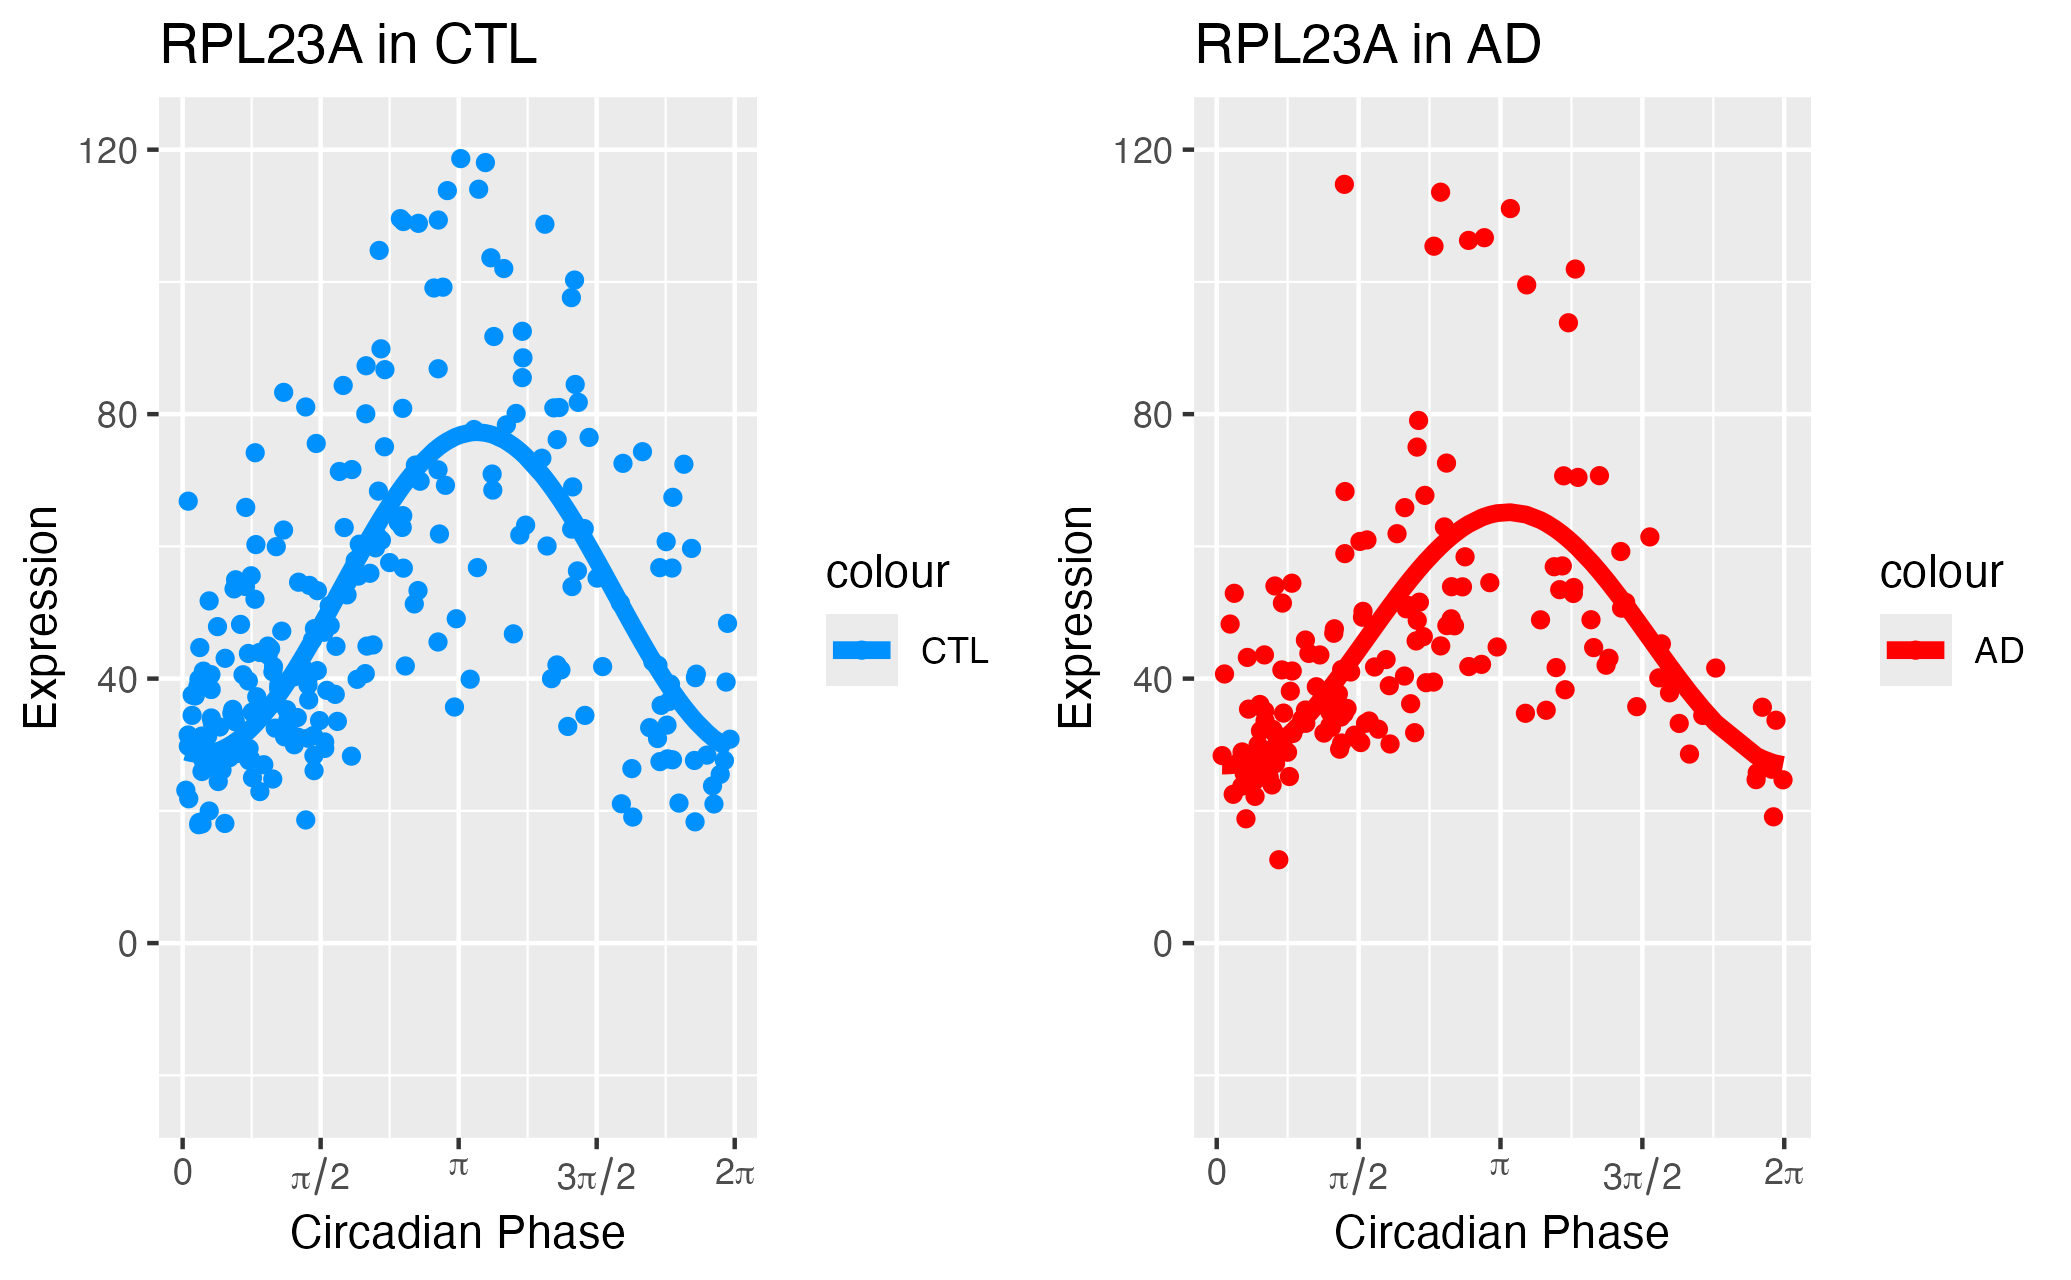 RPL23A in CTL
120
80
40
0
Expression
0 π/2 π 3π/2 2π
Circadian Phase
colour
CTL
RPL23A in AD
120
80
40
0
Expression
0 π/2 π 3π/2 2π
Circadian Phase
colour
AD